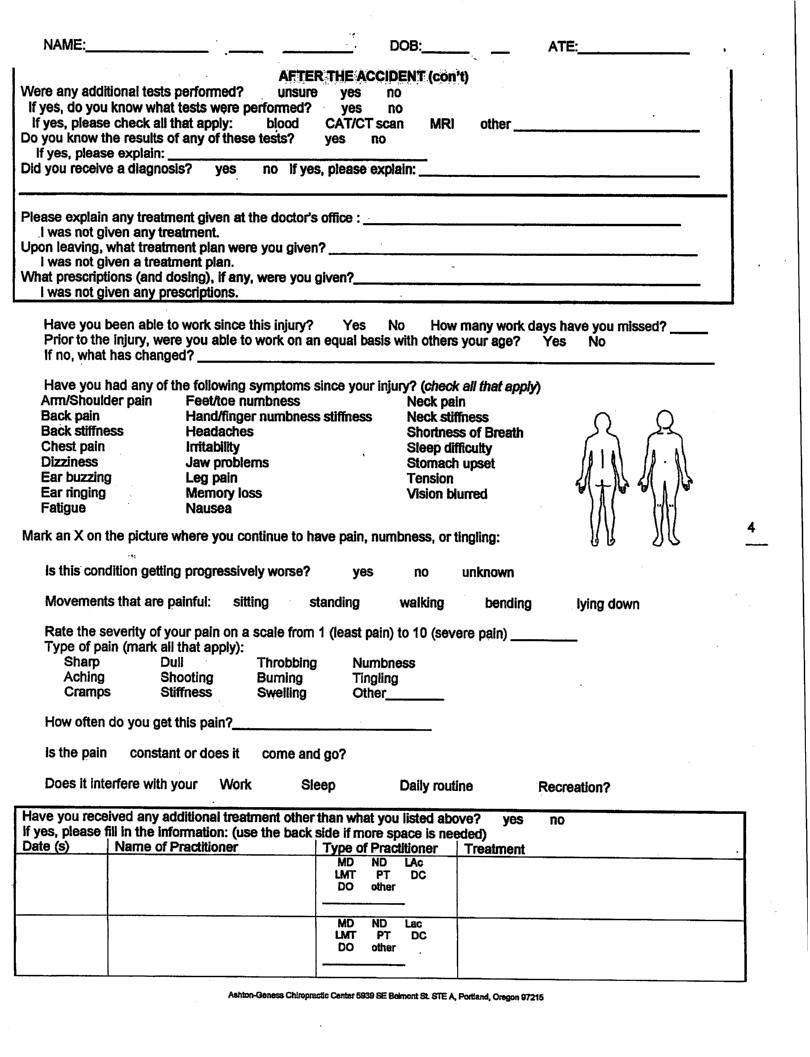 NAME:____________________ ______ ____________ DOB:________ ___ ATE:________________
AFTER THE ACCIDENT (con't)
Were any additional tests performed? unsure yes no
If yes, do you know what tests were performed? yes no
If yes, please check all that apply: blood CAT/CT scan MRI other____________________
Do you know the results of any of these tests? yes no
If yes, please explain:____________________
Did you receive a diagnosis? yes no If yes, please explain:____________________
Please explain any treatment given at the doctor's office :____________________
I was not given any treatment.
Upon leaving, what treatment plan were you given?____________________
I was not given a treatment plan.
What prescriptions (and dosing), if any, were you given?____________________
I was not given any prescriptions.
Have you been able to work since this injury? Yes No How many work days have you missed?______
Prior to the injury, were you able to work on an equal basis with others your age? Yes No
If no, what has changed?____________________
Have you had any of the following symptoms since your injury? (check all that apply)
Arm/Shoulder pain Feet/toe numbness Neck pain
Back pain Hand/finger numbness stiffness Neck stiffness
Back stiffness Headaches Shortness of Breath
Chest pain Irritability Sleep difficulty
Dizziness Jaw problems Stomach upset
Ear buzzing Leg pain Tension
Ear ringing Memory loss Vision blurred
Fatigue Nausea
Mark an X on the picture where you continue to have pain, numbness, or tingling:
4
Is this condition getting progressively worse? yes no unknown
Movements that are painful: sitting standing walking bending lying down
Rate the severity of your pain on a scale from 1 (least pain) to 10 (severe pain)__________
Type of pain (mark all that apply):
Sharp Dull Throbbing Numbness
Aching Shooting Burning Tingling
Cramps Stiffness Swelling Other_________
How often do you get this pain?____________________
Is the pain constant or does it come and go?
Does it interfere with your Work Sleep Daily routine Recreation?
Have you received any additional treatment other than what you listed above? yes no
If yes, please fill in the information: (use the back side if more space is needed)
Date (s) Name of Practitioner Type of Practitioner Treatment
MD ND LAc
LMT PT DC
DO other
MD ND Lac
LMT PT DC
DO other
Ashton-Geness Chiropractic Center 5939 SE Belmont St. STE A, Portland, Oregon 97215